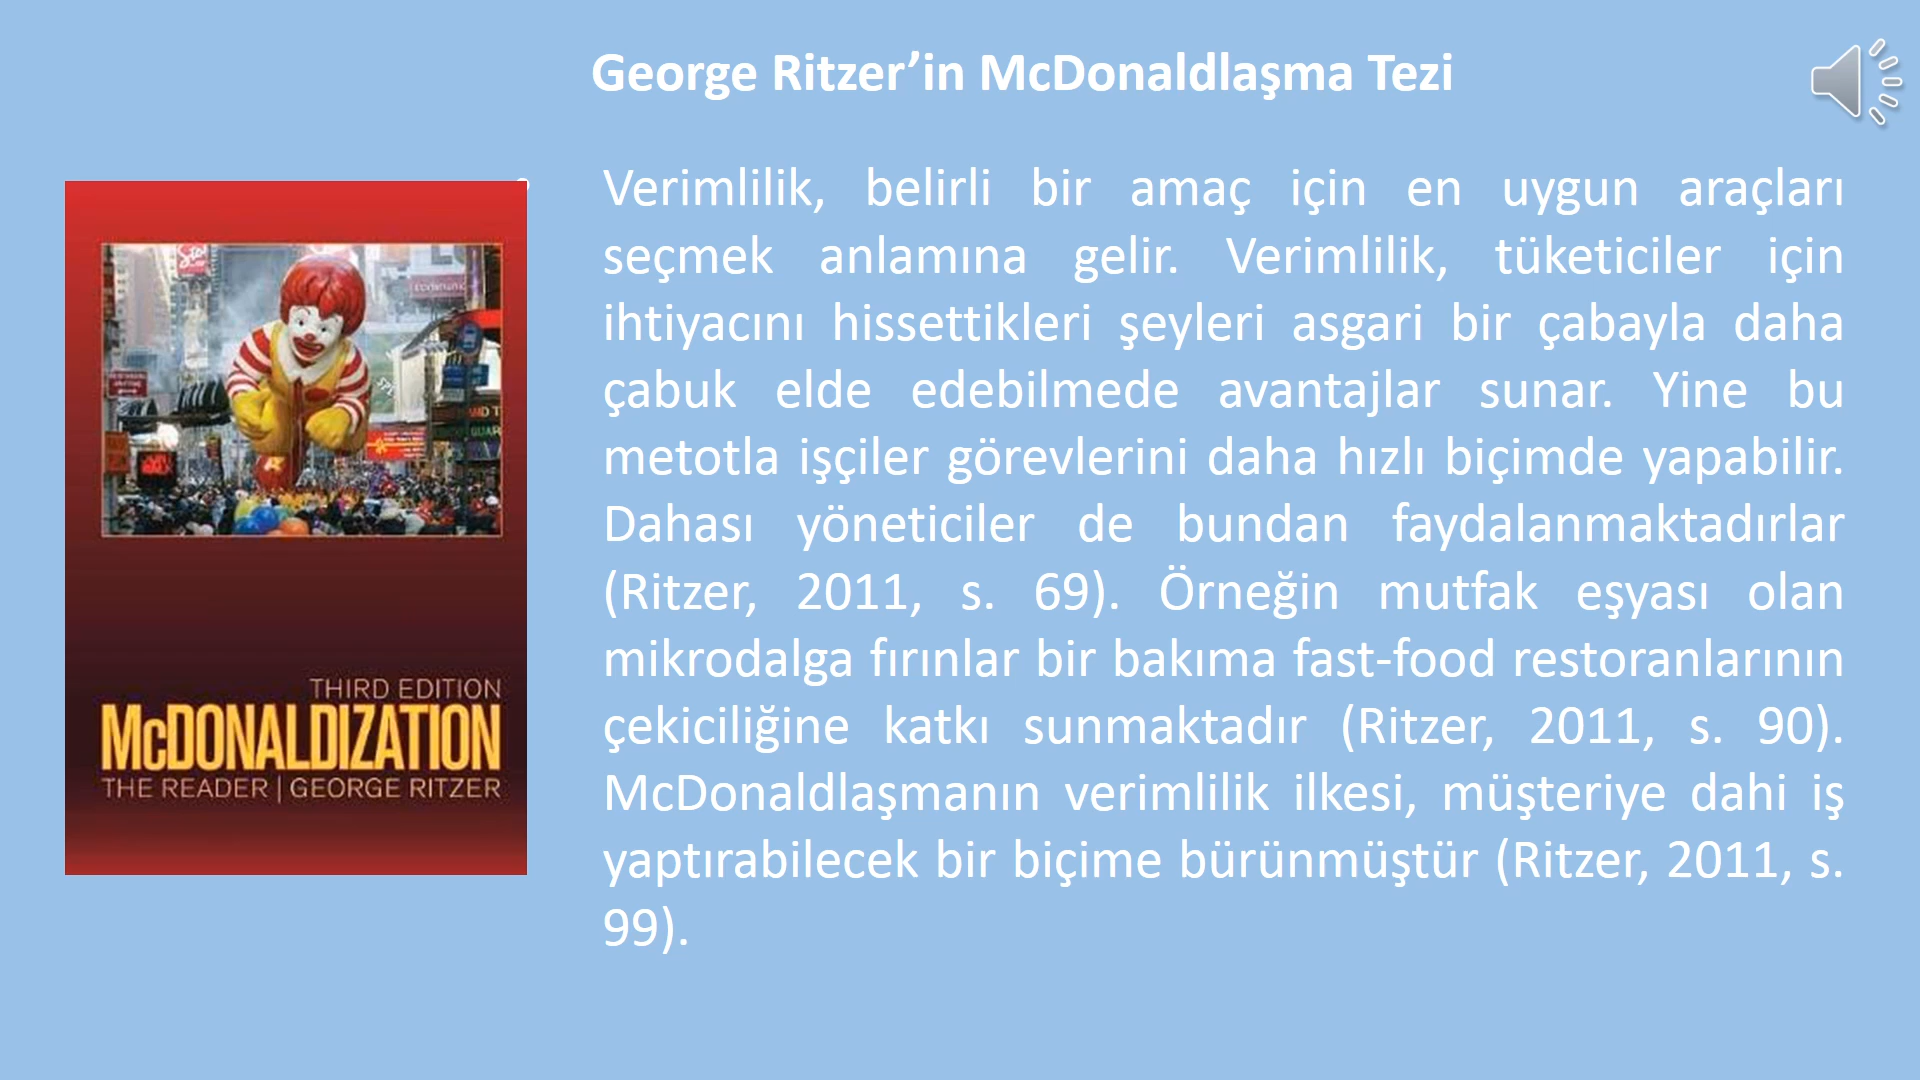 George Ritzer’in McDonaldlaşma Tezi
Verimlilik, belirli bir amaç için en uygun araçları
seçmek anlamına gelir. Verimlilik, tüketiciler için
ihtiyacını hissettikleri şeyleri asgari bir çabayla daha
çabuk elde edebilmede avantajlar sunar. Yine bu
metotla işçiler görevlerini daha hızlı biçimde yapabilir.
Dahası yöneticiler de bundan faydalanmaktadırlar
(Ritzer, 2011, s. 69). Örneğin mutfak eşyası olan
mikrodalga fırınlar bir bakıma fast-food restoranlarının
çekiciliğine katkı sunmaktadır (Ritzer, 2011, s. 90).
McDonaldlaşmanın verimlilik ilkesi, müşteriye dahi iş
yaptırabilecek bir biçime bürünmüştür (Ritzer, 2011, s.
99).
THIRD EDITION
McDONALDIZATION
THE READER | GEORGE RITZER